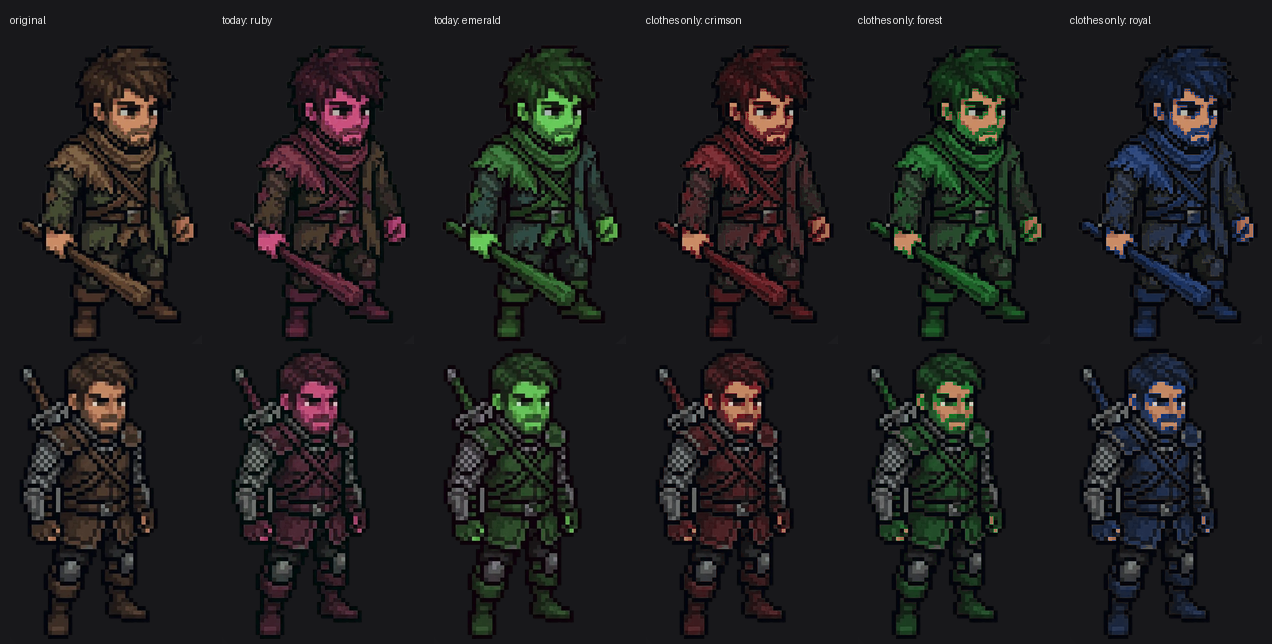 original
today: ruby
today: emerald
clothes only: crimson
clothes only: forest
clothes only: royal